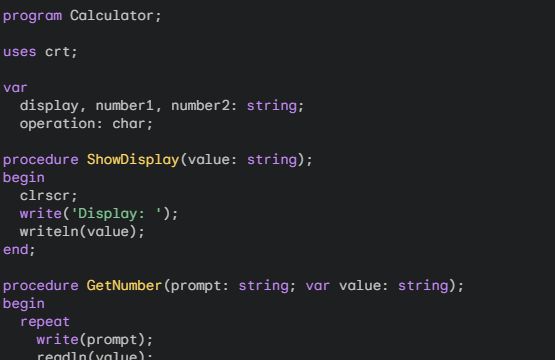 program Calculator;
uses crt;
var
display, number1, number2: string;
operation: char;
procedure ShowDisplay(value: string);
begin
clrscr;
write('Display: ');
writeln(value);
end;
procedure GetNumber(prompt: string; var value: string);
begin
repeat
write(prompt);
readln(value);